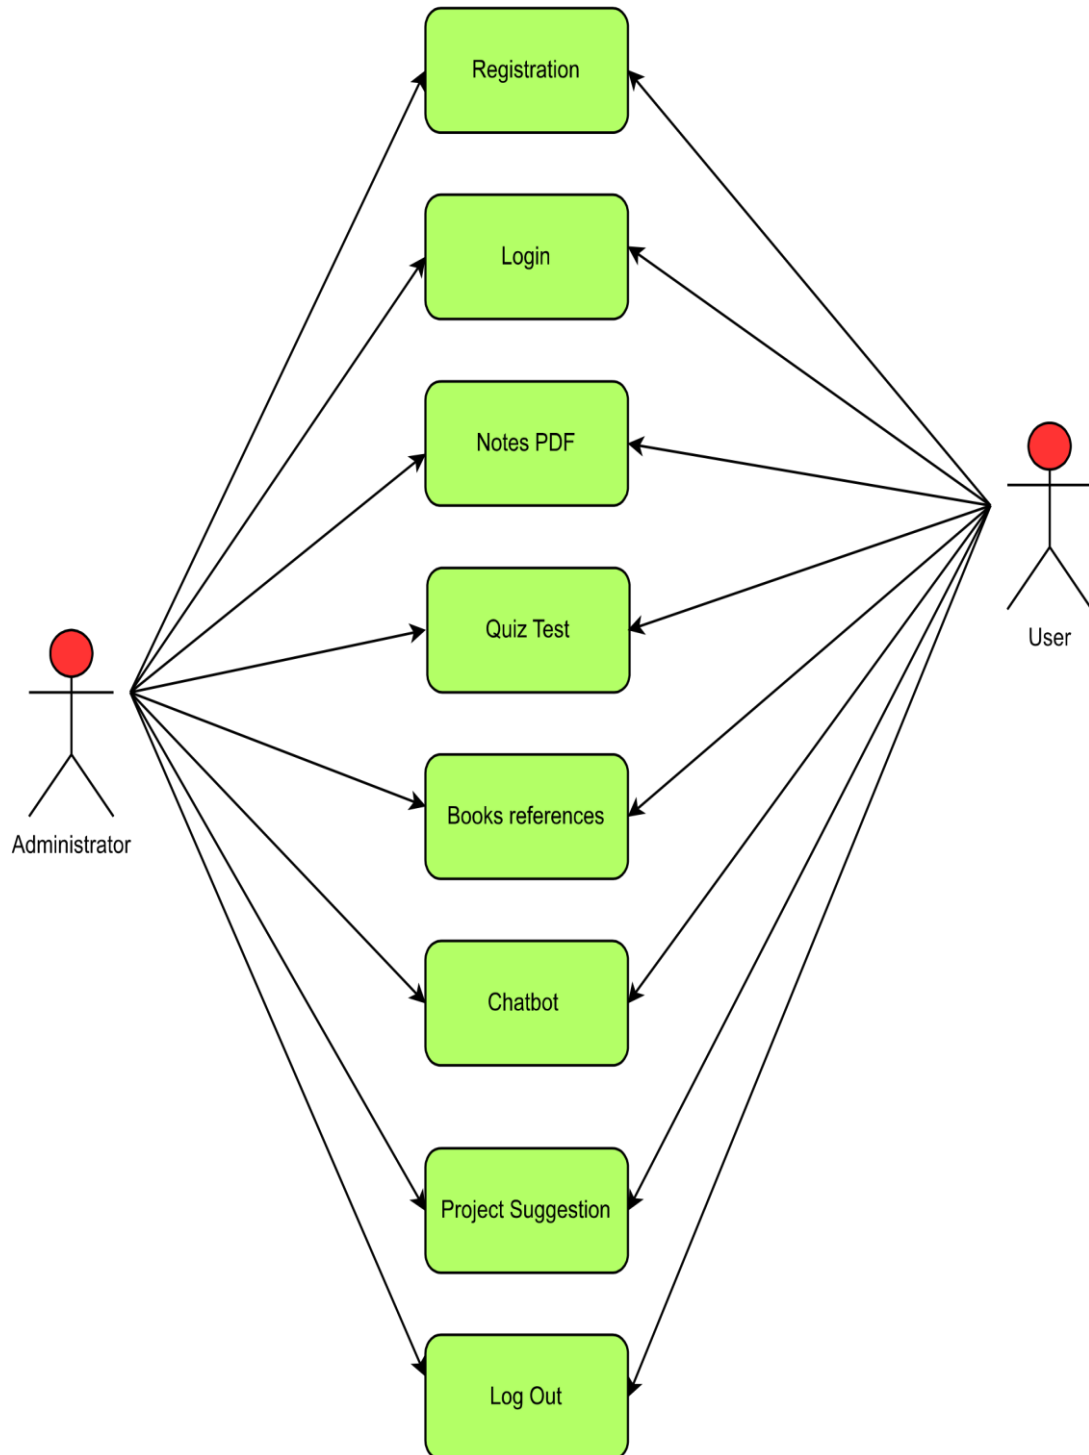 Registration
Login
Notes PDF
Quiz Test
User
Books references
Administrator
Chatbot
Project Suggestion
Log Out